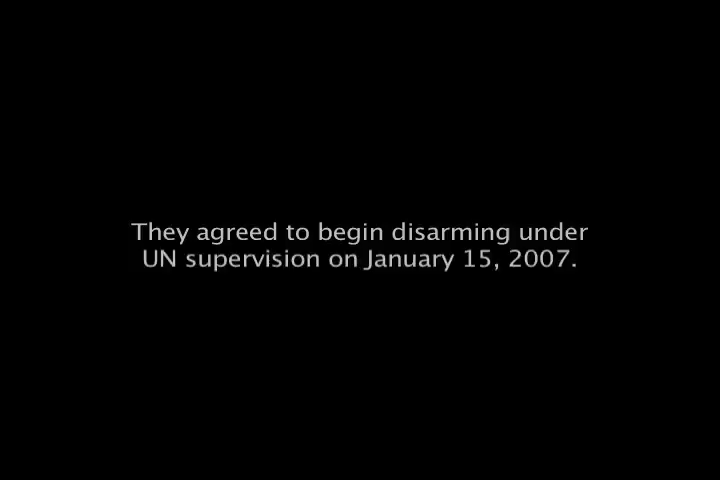 They agreed to begin disarming under
UN supervision on January 15, 2007.